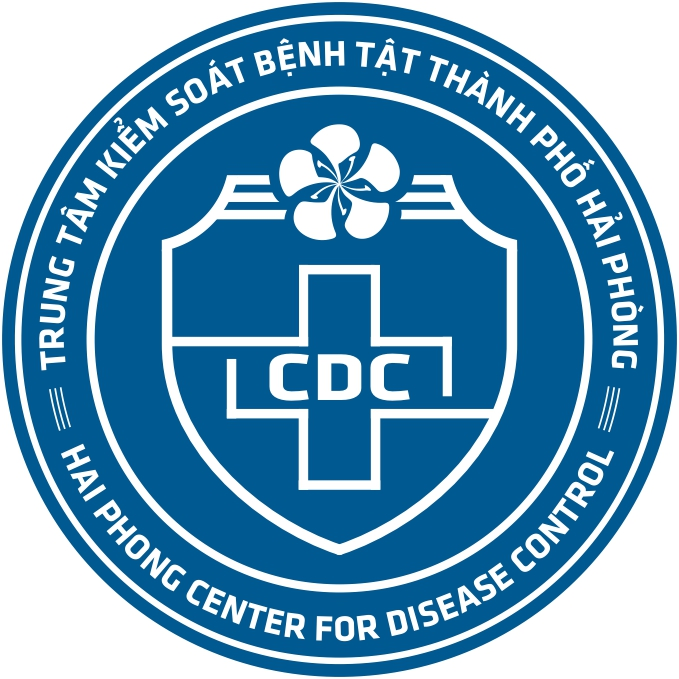 TRUNG TÂM KIỂM SOÁT BỆNH TẬT THÀNH PHỐ HẢI PHÒNG
CDC
HAI PHONG CENTER FOR DISEASE CONTROL